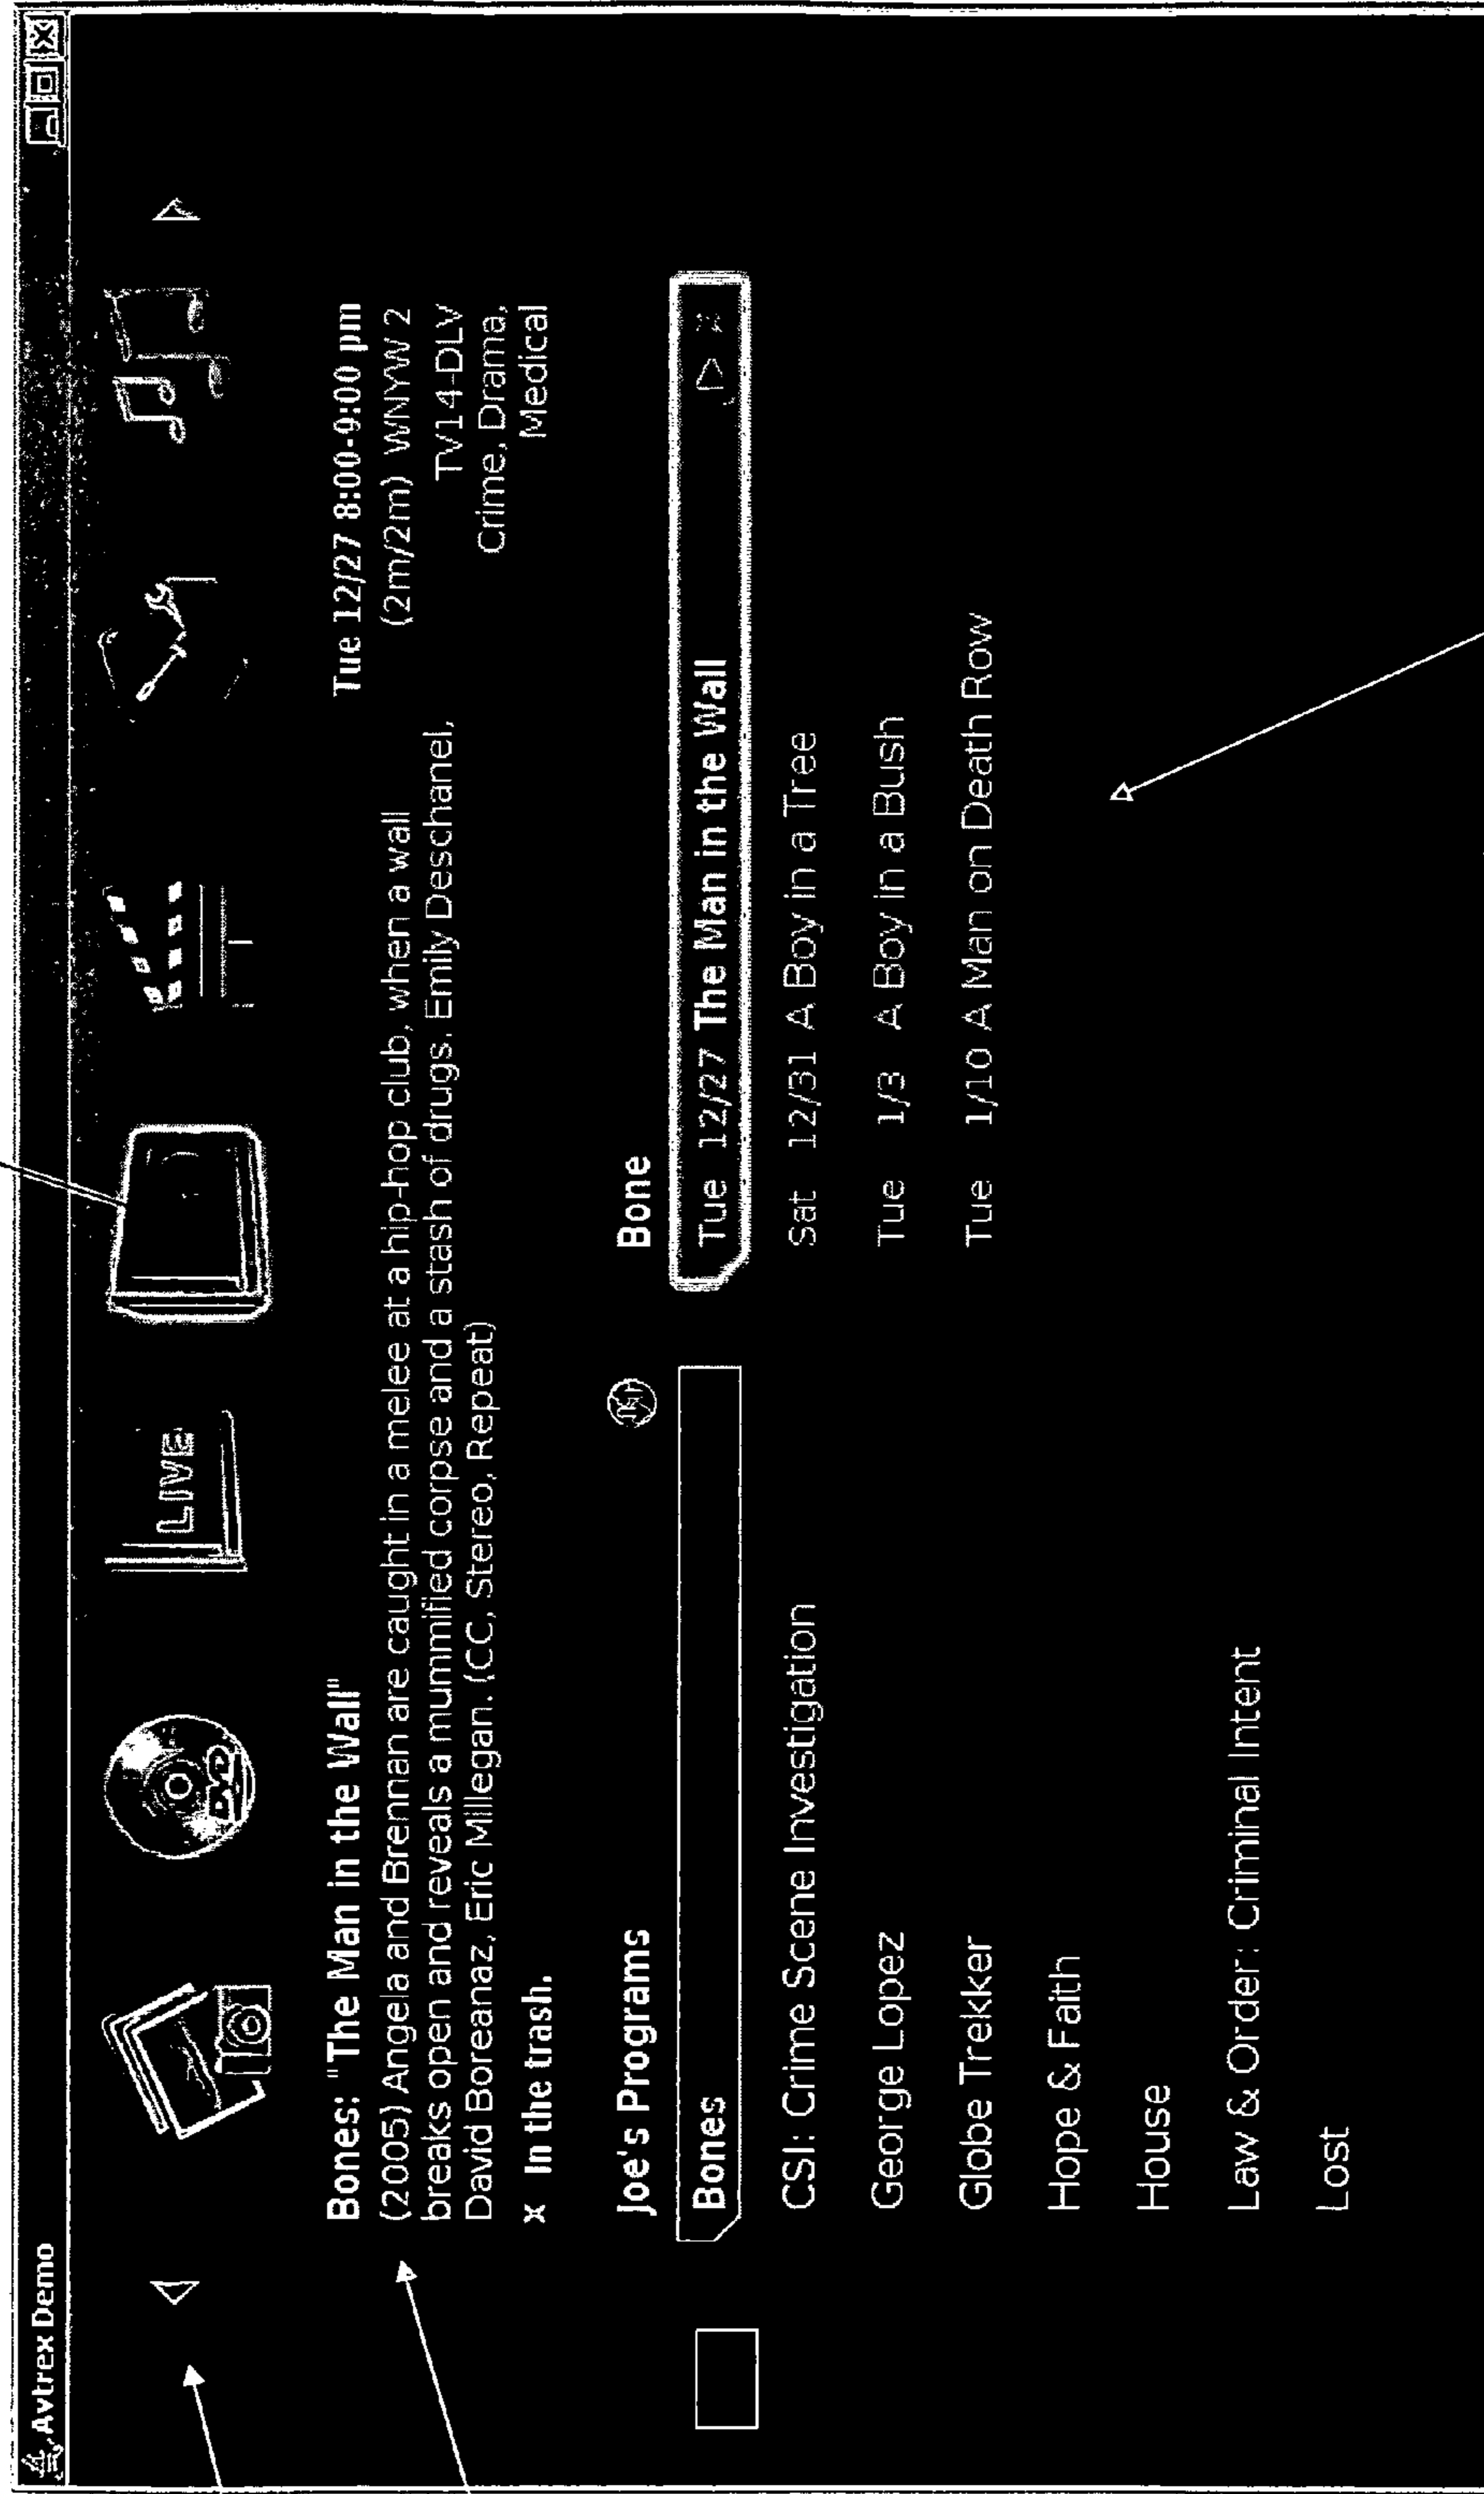 Avtrex Demo
LIVE
Bones: "The Man in the Wall"
Tue 12/27 8:00-9:00 pm
(2005) Angela and Brennan are caught in a melee at a hip-hop club, when a wall
(2m/2m) WNYW 2
breaks open and reveals a mummified corpse and a stash of drugs. Emily Deschanel,
TV14-DLV
David Boreanaz, Eric Millegan. (CC, Stereo, Repeat)
crime, Drama,
x In the trash.
Medical
Joe's Programs
Bone
Bones
Tue 12/27 The Man in the Wall
CSI: Crime Scene Investigation
Sat 12/31 A Boy in a Tree
George Lopez
Tue 1/3 A Boy in a Bush
Globe Trekker
Tue 1/10 A Man on Death Row
Hope & Faith
House
Law & Order: Criminal Intent
Lost